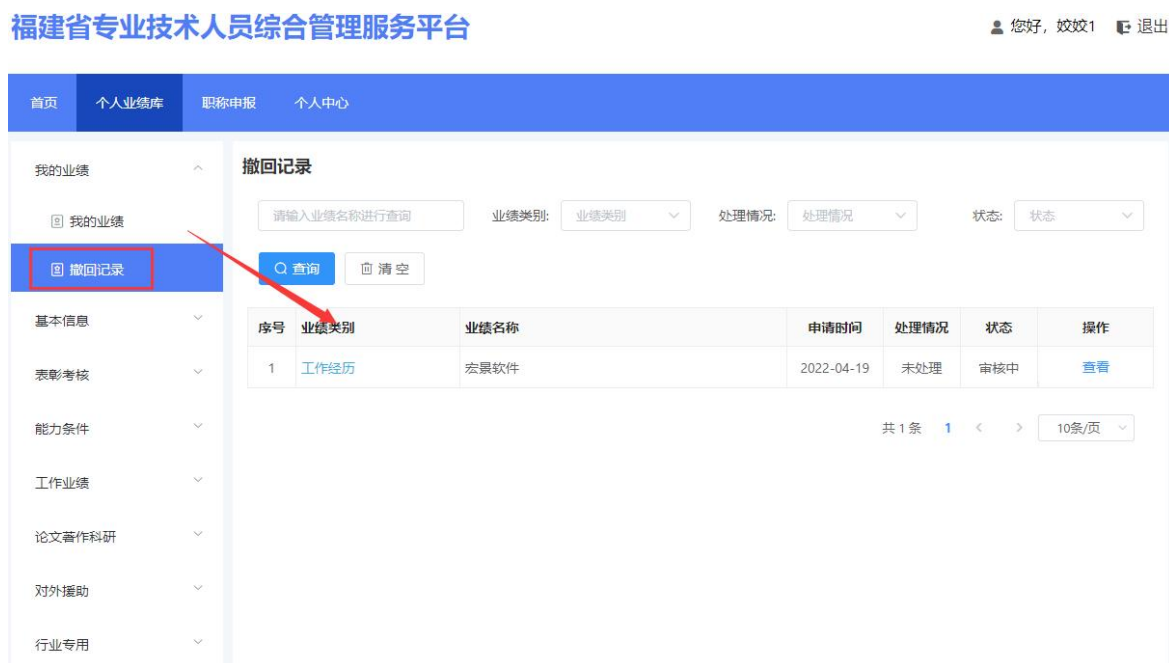 福建省专业技术人员综合管理服务平台
您好，姣姣1 退出
首页 个人业绩库 职称申报 个人中心
我的业绩
我的业绩
撤回记录
基本信息
表彰考核
能力条件
工作业绩
论文著作科研
对外援助
行业专用
撤回记录
请输入业绩名称进行查询 业绩类别: 业绩类别 处理情况: 处理情况 状态: 状态
查询 清空
序号 业绩类别 业绩名称 申请时间 处理情况 状态 操作
1 工作经历 宏景软件 2022-04-19 未处理 审核中 查看
共1条 1 < > 10条/页